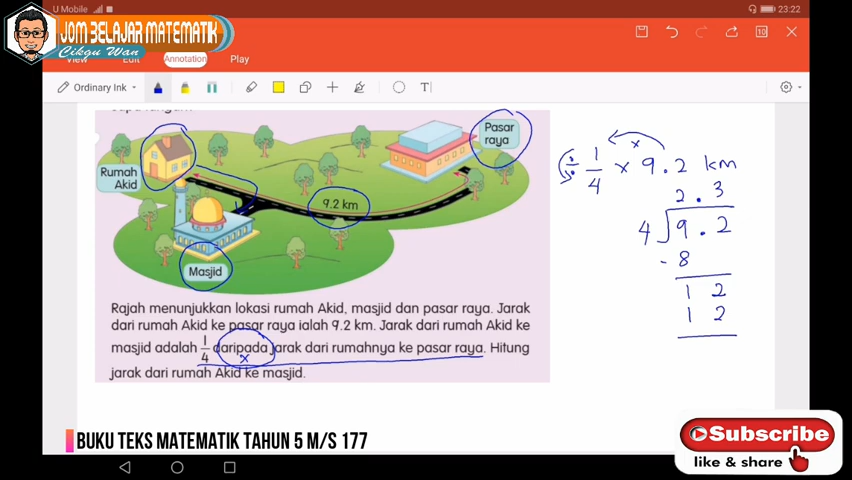 U Mobile
23:22
JOM BELAJAR MATEMATIK
Cikgu Wan
View
Edit
Annotation
Play
10
Ordinary Ink
T
Pasar
raya
Rumah
Akid
9.2 km
Masjid
Rajah menunjukkan lokasi rumah Akid, masjid dan pasar raya. Jarak
dari rumah Akid ke pasar raya ialah 9.2 km. Jarak dari rumah Akid ke
masjid adalah 1/4 daripada jarak dari rumahnya ke pasar raya. Hitung
x
jarak dari rumah Akid ke masjid.
x
1/4 x 9.2 km
2.3
4 9.2
- 8
1 2
1 2
BUKU TEKS MATEMATIK TAHUN 5 M/S 177
Subscribe
like & share